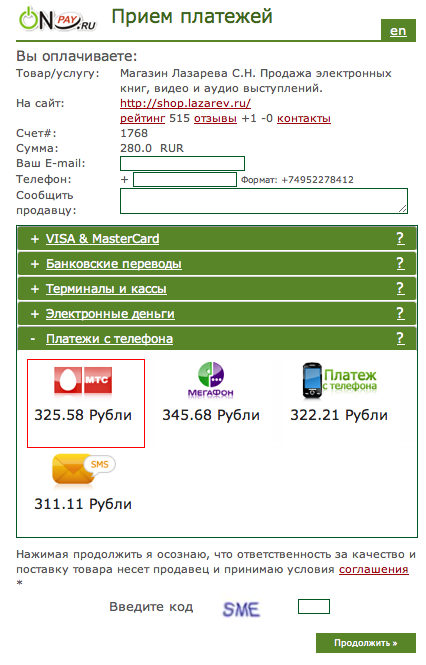 ON PAY.RU Прием платежей
en
Вы оплачиваете:
Товар/услугу: Магазин Лазарева С.Н. Продажа электронных
книг, видео и аудио выступлений.
На сайт: http://shop.lazarev.ru/
рейтинг 515 отзывы +1 -0 контакты
Счет#: 1768
Сумма: 280.0 RUR
Ваш E-mail:
Телефон: + Формат: +74952278412
Сообщить
продавцу:
+ VISA & MasterCard ?
+ Банковские переводы ?
+ Терминалы и кассы ?
+ Электронные деньги ?
- Платежи с телефона ?
МТС МЕГАФОН Платеж
с телефона
325.58 Рубли 345.68 Рубли 322.21 Рубли
SMS
311.11 Рубли
Нажимая продолжить я осознаю, что ответственность за качество и
поставку товара несет продавец и принимаю условия соглашения
*
Введите код SME
Продолжить »